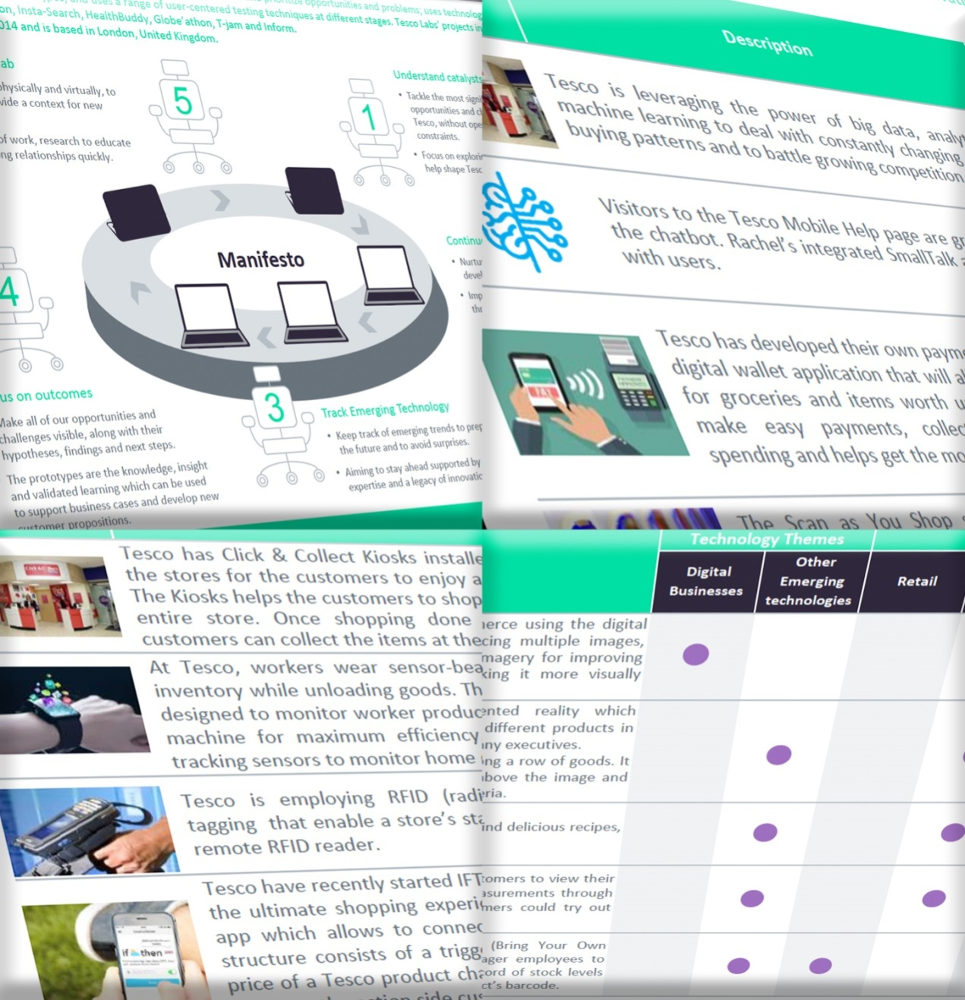 prioritize opportunities and problems; uses technology
and uses a range of user-centered testing techniques at different stages. Tesco Labs' projects in
on, Insta-Search, HealthBuddy, Globe'athon, T-jam and Inform.
014 and is based in London, United Kingdom.
ab
physically and virtually, to
vide a context for new
of work, research to educate
ng relationships quickly.
5
1
Understand catalysts
• Tackle the most signi
opportunities and c
Tesco, without ope
constraints.
• Focus on explori
help shape Tesc
Manifesto
Continu
• Nurtu
devel
• Imp
thr
4
us on outcomes
Make all of our opportunities and
challenges visible, along with their
hypotheses, findings and next steps.
The prototypes are the knowledge, insight
and validated learning which can be used
to support business cases and develop new
customer propositions.
3
Track Emerging Technology
• Keep track of emerging trends to prep
the future and to avoid surprises.
• Aiming to stay ahead supported by
expertise and a legacy of innovatio
Description
Tesco is leveraging the power of big data, analyt
machine learning to deal with constantly changing
buying patterns and to battle growing competition
Visitors to the Tesco Mobile Help page are gr
the chatbot. Rachel's integrated SmallTalk a
with users.
Tesco has developed their own payme
digital wallet application that will al
for groceries and items worth u
make easy payments, collec
spending and helps get the mo
The Scan as You Shop s
Tesco has Click & Collect Kiosks installe
the stores for the customers to enjoy a
The Kiosks helps the customers to shop
entire store. Once shopping done
customers can collect the items at the
At Tesco, workers wear sensor-bea
inventory while unloading goods. Th
designed to monitor worker produc
machine for maximum efficiency
tracking sensors to monitor home
Tesco is employing RFID (radi
tagging that enable a store's sta
remote RFID reader.
Tesco have recently started IFT
the ultimate shopping experie
app which allows to connec
structure consists of a trigge
price of a Tesco product cha
if then
Technology Themes
Digital
Businesses
Other
Emerging
technologies
Retail
erce using the digital
cing multiple images,
magery for improving
king it more visually
ented reality which
different products in
ny executives.
ng a row of goods. It
bove the image and
eria.
nd delicious recipes,
tomers to view their
asurements through
mers could try out
(Bring Your Own
ager employees to
ord of stock levels
ct's barcode.